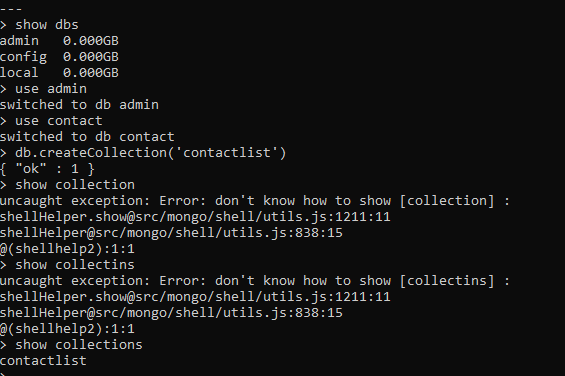 ---
> show dbs
admin   0.000GB
config  0.000GB
local   0.000GB
> use admin
switched to db admin
> use contact
switched to db contact
> db.createCollection('contactlist')
{ "ok" : 1 }
> show collection
uncaught exception: Error: don't know how to show [collection] :
shellHelper.show@src/mongo/shell/utils.js:1211:11
shellHelper@src/mongo/shell/utils.js:838:15
@(shellhelp2):1:1
> show collectins
uncaught exception: Error: don't know how to show [collectins] :
shellHelper.show@src/mongo/shell/utils.js:1211:11
shellHelper@src/mongo/shell/utils.js:838:15
@(shellhelp2):1:1
> show collections
contactlist
>